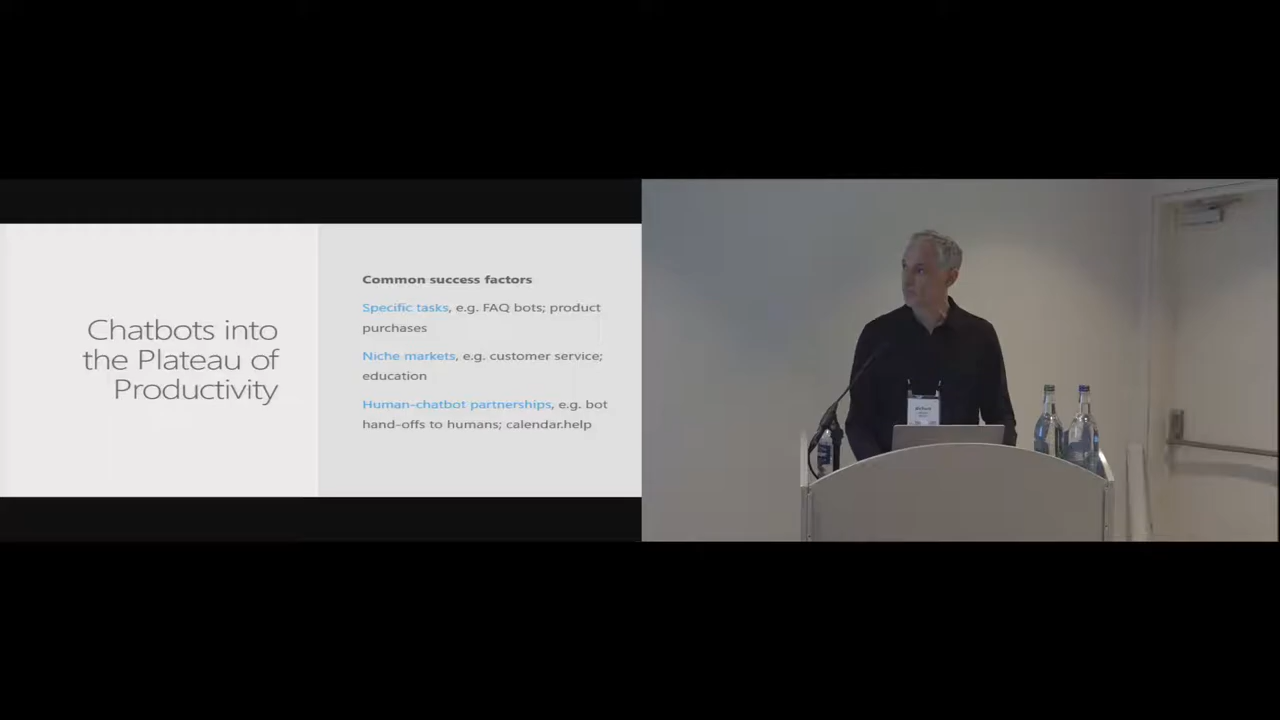 Chatbots into
the Plateau of
Productivity
Common success factors
Specific tasks, e.g. FAQ bots; product
purchases
Niche markets, e.g. customer service;
education
Human-chatbot partnerships, e.g. bot
hand-offs to humans; calendar.help